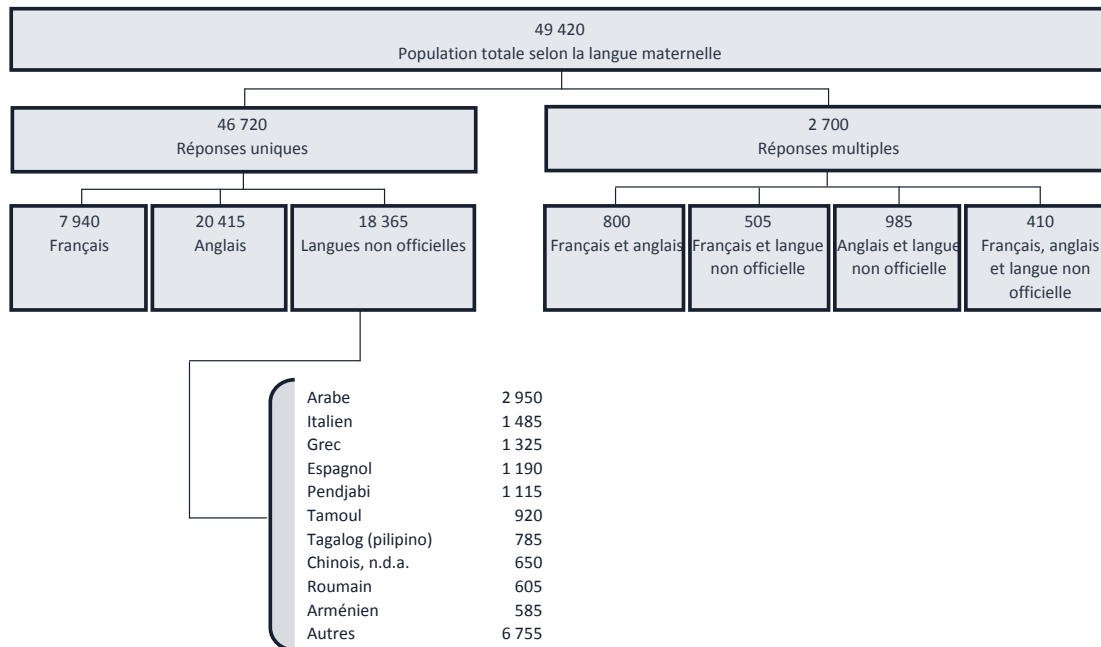 49 420
Population totale selon la langue maternelle
46 720
Réponses uniques
2 700
Réponses multiples
7 940
Français
20 415
Anglais
18 365
Langues non officielles
800
Français et anglais
505
Français et langue
non officielle
985
Anglais et langue
non officielle
410
Français, anglais
et langue non
officielle
Arabe 2 950
Italien 1 485
Grec 1 325
Espagnol 1 190
Pendjabi 1 115
Tamoul 920
Tagalog (pilipino) 785
Chinois, n.d.a. 650
Roumain 605
Arménien 585
Autres 6 755